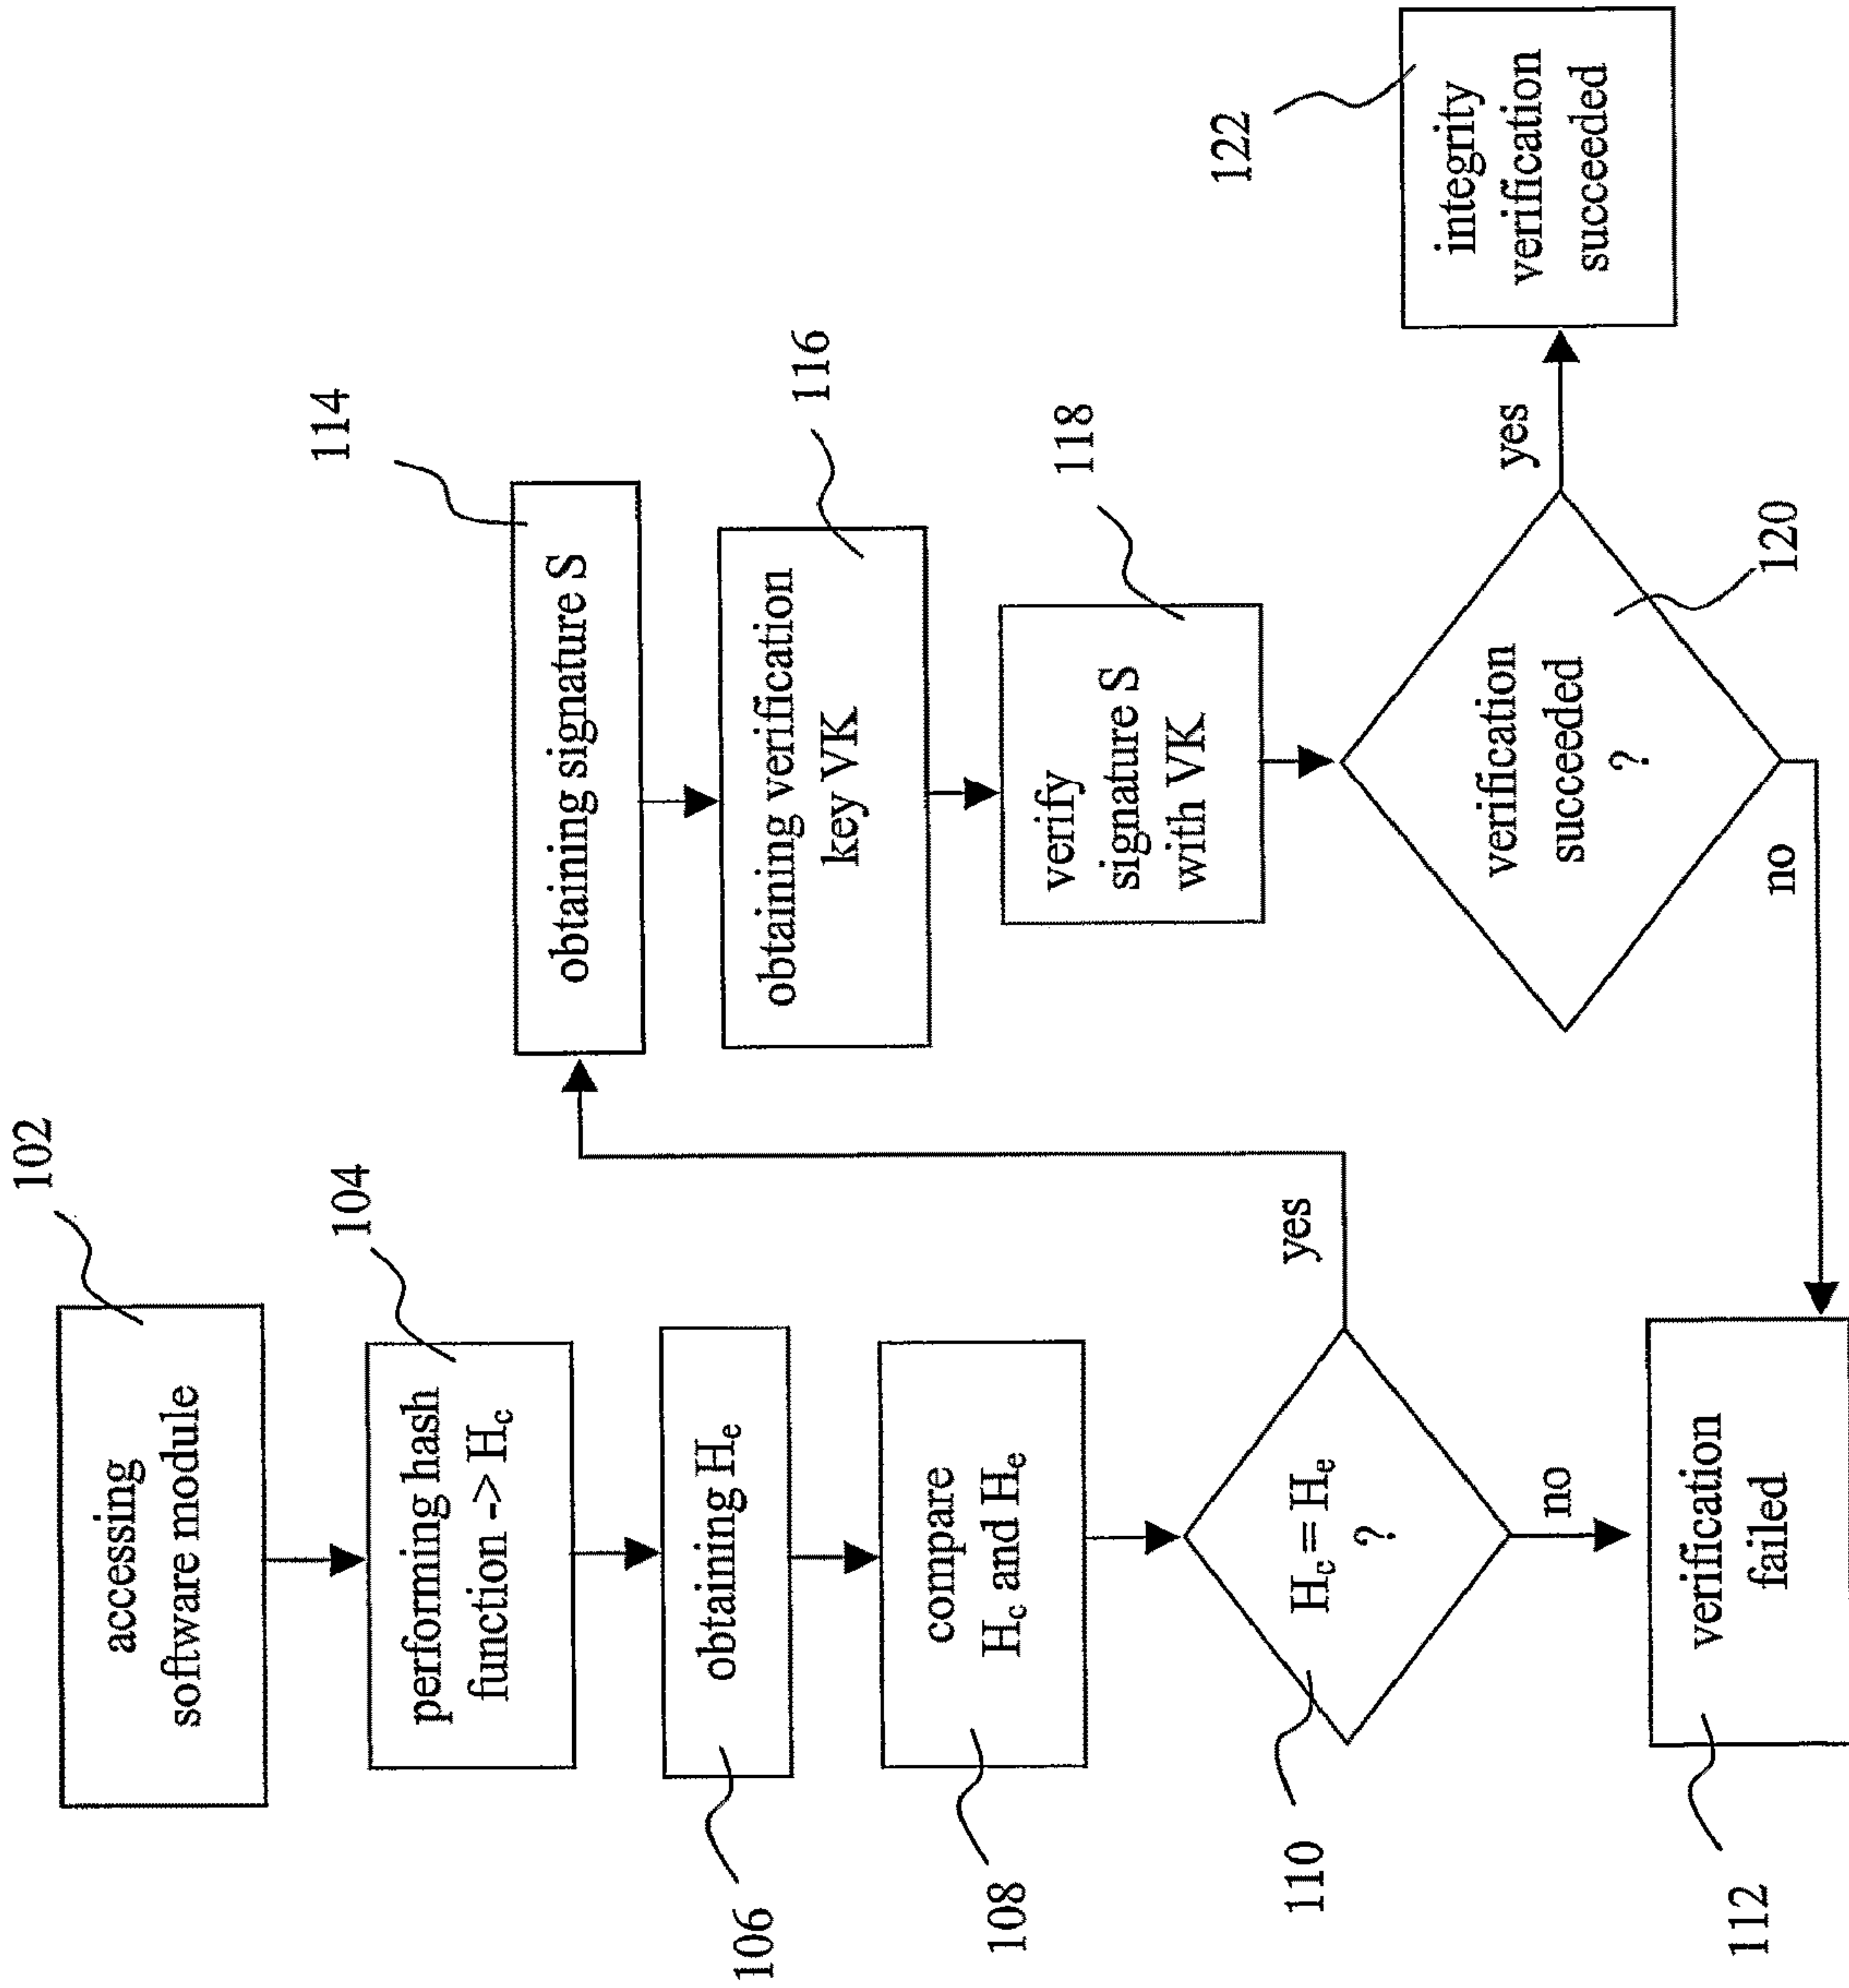 102
accessing
software module
104
performing hash
function -> Hc
106
obtaining He
108
compare
Hc and He
110
Hc = He
?
yes
no
112
verification
failed
114
obtaining signature S
116
obtaining verification
key VK
118
verify
signature S
with VK
120
verification
succeeded
?
yes
no
122
integrity
verification
succeeded